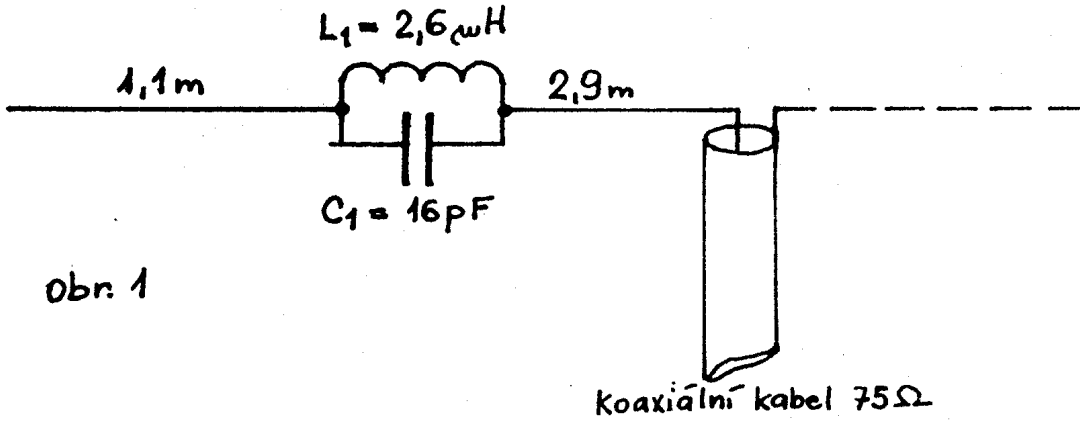 L₁ = 2,6 μH
1,1m
2,9m
C₁ = 16pF
Obr. 1
Koaxiální kabel 75Ω